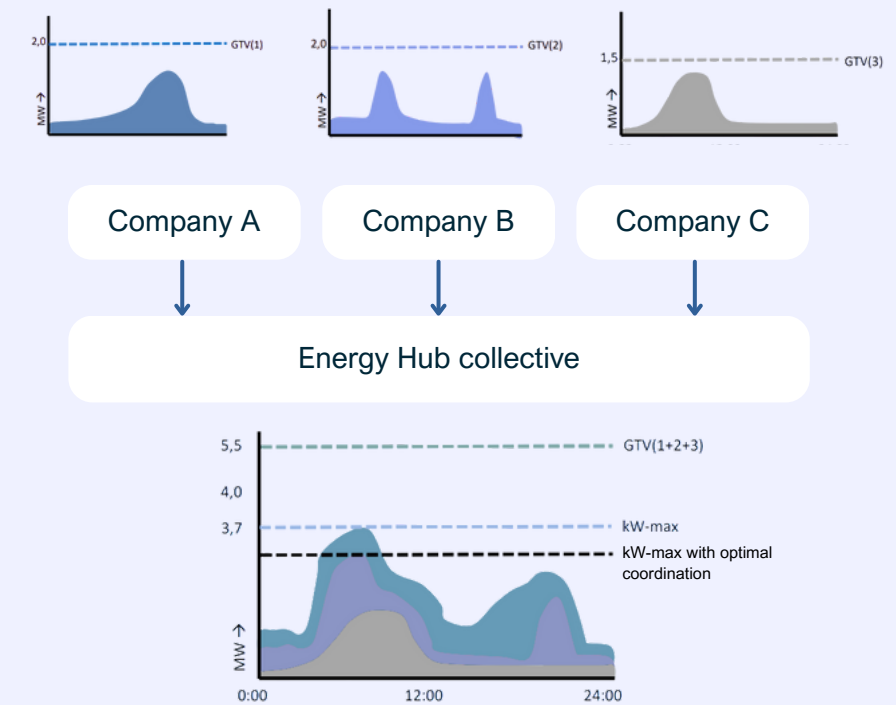 2,0
GTV(1)
MW →
2,0
GTV(2)
MW →
1,5
GTV(3)
MW →
Company A
Company B
Company C
Energy Hub collective
5,5
GTV(1+2+3)
4,0
3,7
kW-max
kW-max with optimal
coordination
MW →
0:00
12:00
24:00